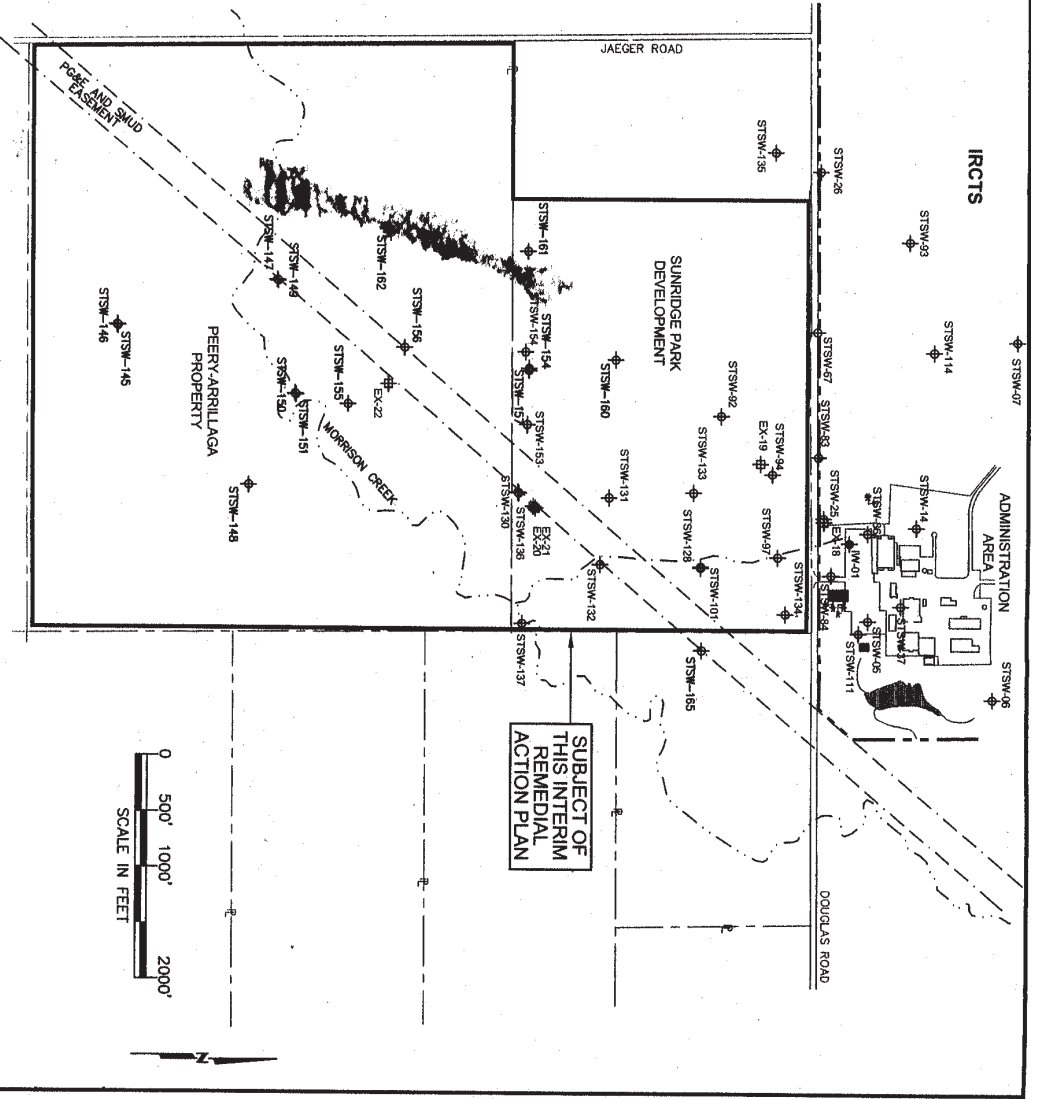 IRCTS
JAEGER ROAD
DOUGLAS ROAD
ADMINISTRATION
AREA
STSW-07
STSW-06
STSW-114
STSW-93
STSW-26
STSW-135
STSW-67
STSW-83
STSW-25
EX-18
IW-01
STSW-14
STSW-37
STSW-05
STSW-111
STSW-84
SUNRIDGE PARK
DEVELOPMENT
STSW-92
STSW-94
EX-19
STSW-133
STSW-97
STSW-134
STSW-128
STSW-101
STSW-131
STSW-160
STSW-132
STSW-165
STSW-161
STSW-154
STSW-154
STSW-157
STSW-153
STSW-130
STSW-136
EX-21
EX-20
STSW-137
STSW-162
STSW-156
EX-22
STSW-155
STSW-149
STSW-147
STSW-150
STSW-151
MORRISON CREEK
STSW-148
STSW-146
STSW-145
PEERY-ARRILLAGA
PROPERTY
PG&E AND SMUD
EASEMENT
SUBJECT OF
THIS INTERIM
REMEDIAL
ACTION PLAN
0 500' 1000' 2000'
SCALE IN FEET
N